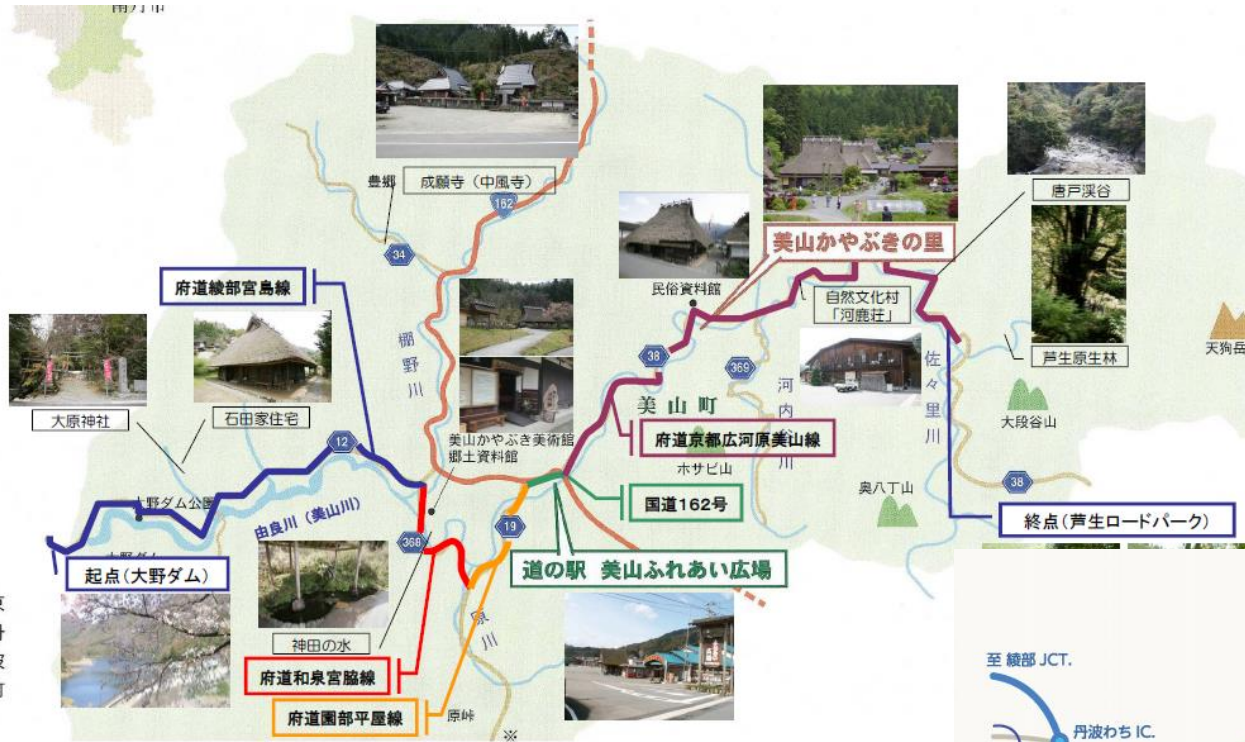 162
豊郷
成願寺（中風寺）
34
府道綾部宮島線
棚野川
唐戸渓谷
美山かやぶきの里
民俗資料館
自然文化村
「河鹿荘」
38
369
佐々里川
芦生原生林
天狗岳
大段谷山
大原神社
石田家住宅
12
美山かやぶき美術館
郷土資料館
美山町
河内谷川
府道京都広河原美山線
ホサビ山
国道162号
奥八丁山
38
終点（芦生ロードパーク）
大野ダム公園
由良川（美山川）
起点（大野ダム）
368
19
道の駅 美山ふれあい広場
神田の水
原川
府道和泉宮脇線
府道園部平屋線
原峠
※
至 綾部 JCT.
丹波わち IC.